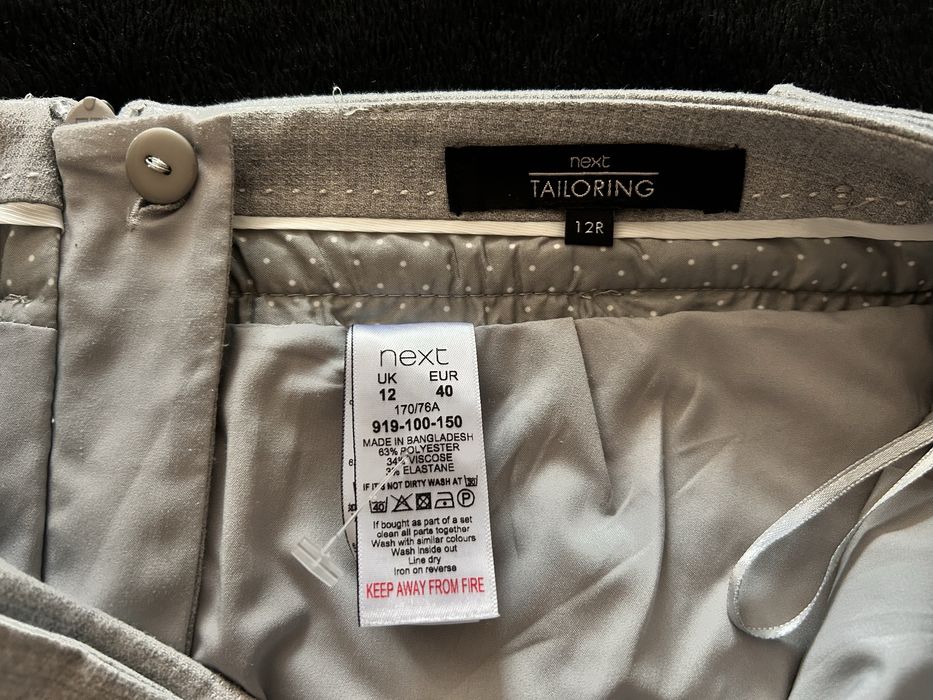 next
TAILORING
12R
next
UK EUR
12 40
170/76A
919-100-150
MADE IN BANGLADESH
63% POLYESTER
34% VISCOSE
3% ELASTANE
IF IT'S NOT DIRTY WASH AT 30
40 P
If bought as part of a set
clean all parts together
Wash with similar colours
Wash inside out
Line dry
Iron on reverse
KEEP AWAY FROM FIRE